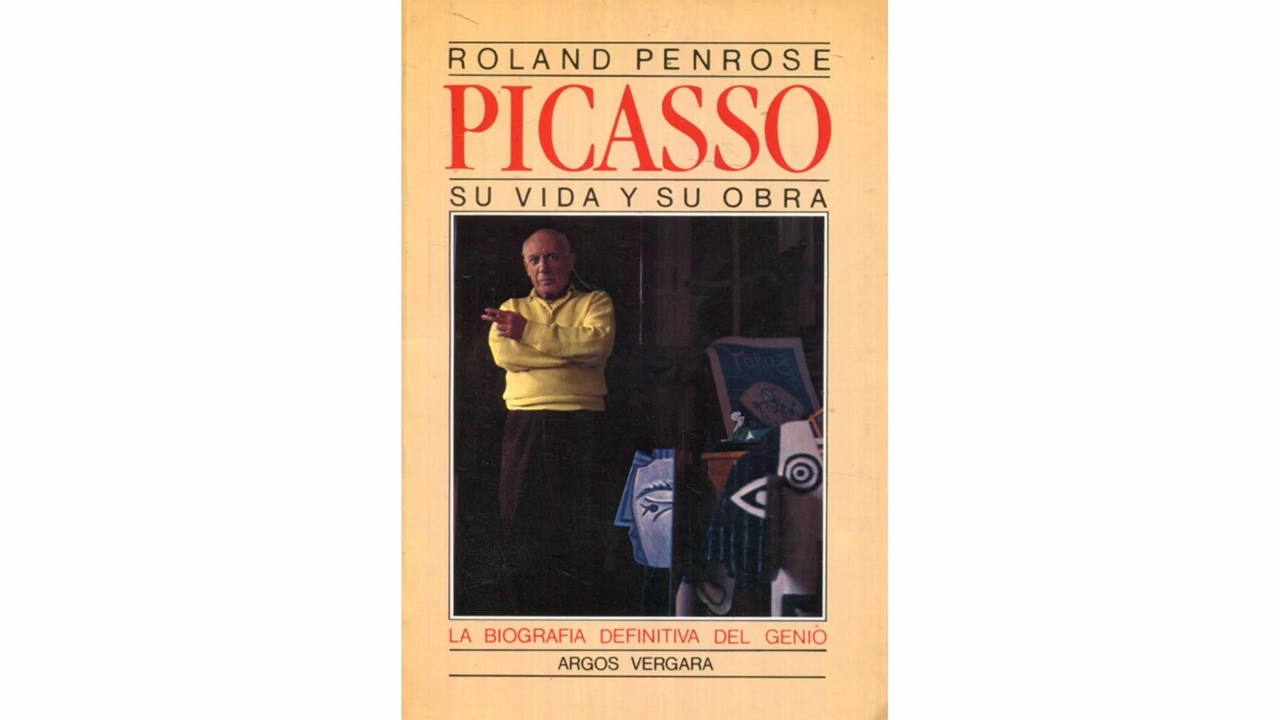 ROLAND PENROSE
PICASSO
SU VIDA Y SU OBRA
LA BIOGRAFIA DEFINITIVA DEL GENIO
ARGOS VERGARA